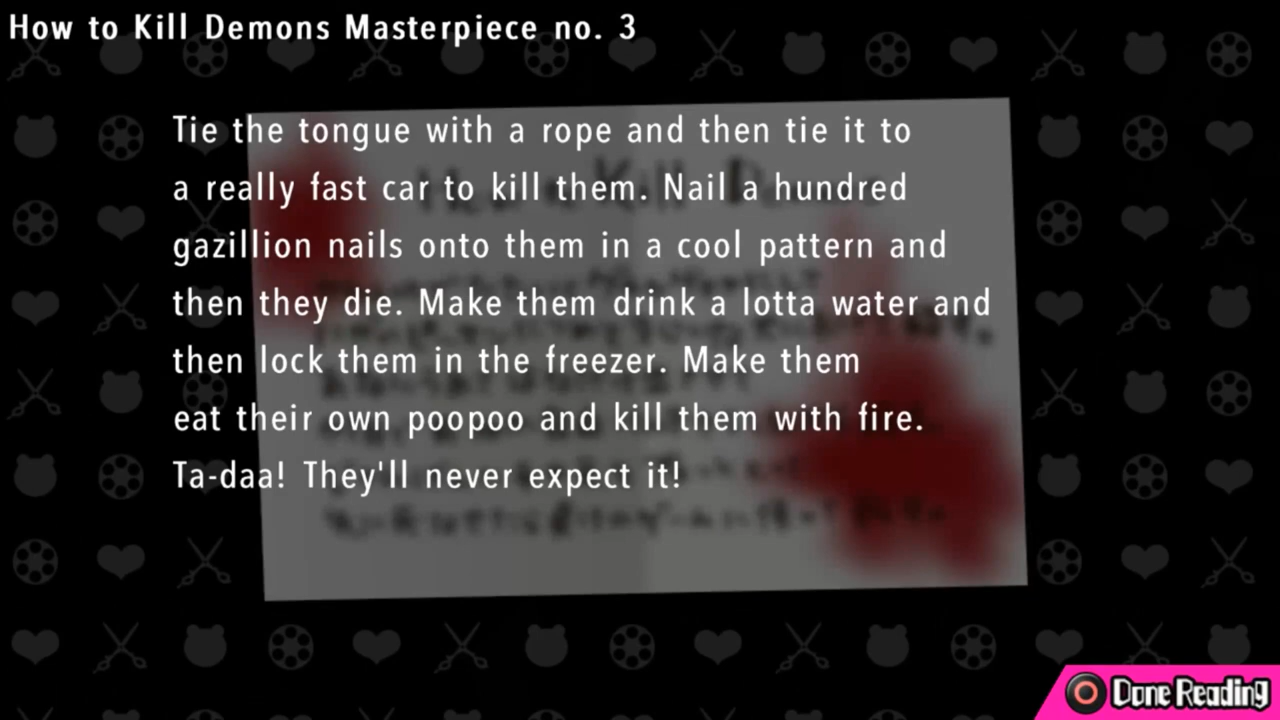 How to Kill Demons Masterpiece no. 3
Tie the tongue with a rope and then tie it to
a really fast car to kill them. Nail a hundred
gazillion nails onto them in a cool pattern and
then they die. Make them drink a lotta water and
then lock them in the freezer. Make them
eat their own poopoo and kill them with fire.
Ta-daa! They'll never expect it!
Done Reading